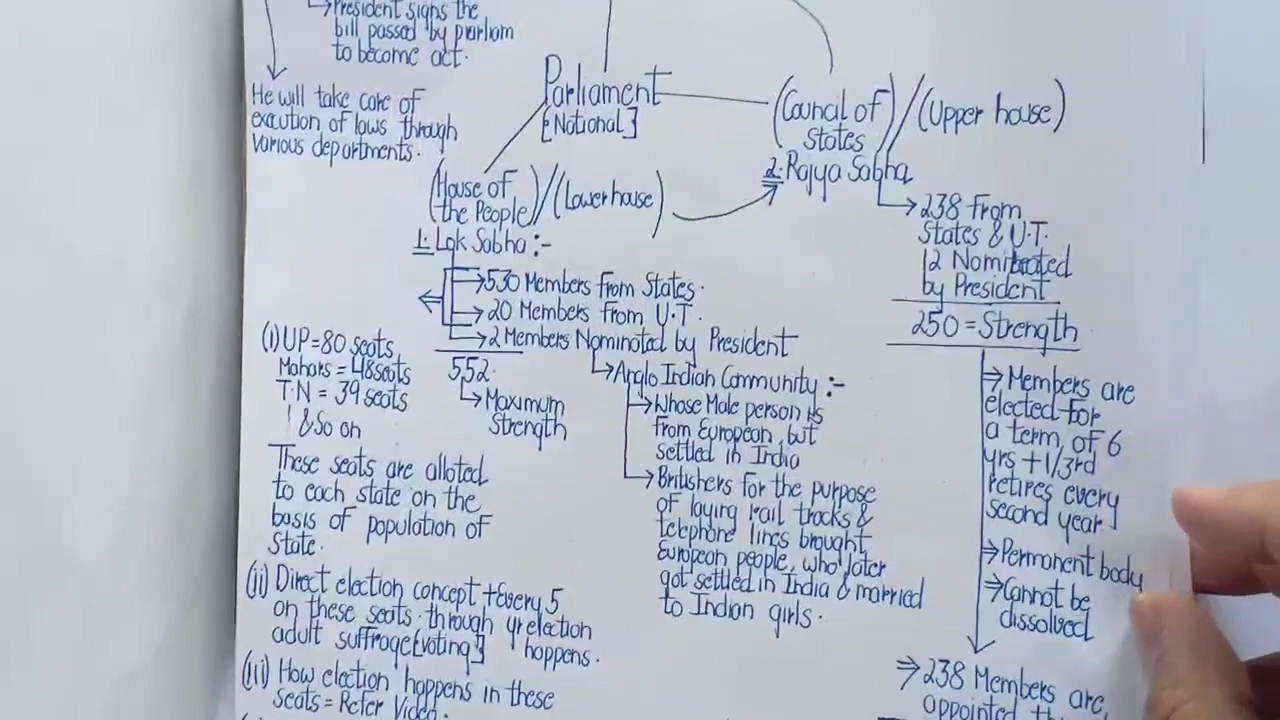 →President signs the
bill passed by parliam
to become act.
He will take care of
excution of laws through
various departments.
Parliament
[National]
(Council of States)/(Upper house)
2. Rajya Sabha
→238 From
States & U.T.
12 Nominated
by President
250 = Strength
⇒ Members are
elected for
a term of 6
yrs + 1/3rd
retires every
second year
⇒ Permanent body
⇒ Cannot be
dissolved
⇒ 238 Members are,
appointed
(House of the People)/(Lower house)
1. Lok Sabha :-
→530 Members from States.
→20 Members from U.T.
→2 Members Nominated by President
552.
→Maximum
Strength
→Anglo Indian Community :-
→Whose Male person is
from European, but
settled in India
→Britishers for the purpose
of laying rail tracks &
telephone lines brought
European people, who later
got settled in India & married
to Indian girls.
(i) UP = 80 seats
Mahars = 48 seats
T.N = 39 seats
& So on
These seats are alloted
to each state on the
basis of population of
State.
(ii) Direct election concept + Every 5
on these seats through yr election
adult suffrage [voting] happens.
(iii) How election happens in these
seats = Refer Video.